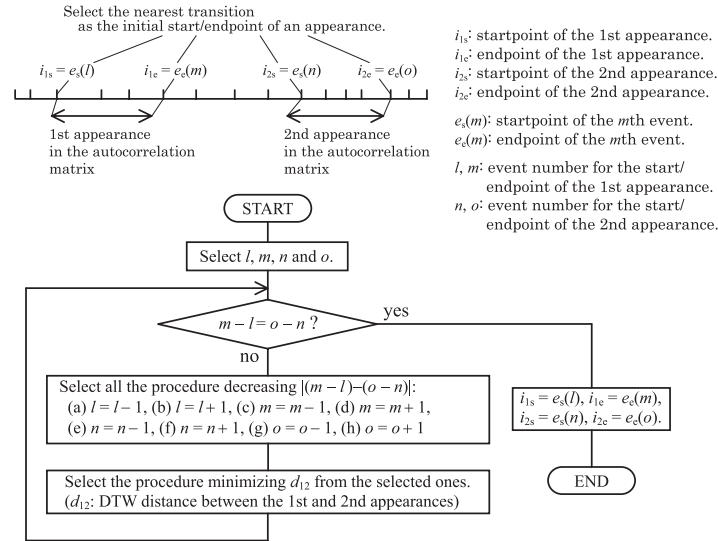 Select the nearest transition
as the initial start/endpoint of an appearance.
i1s = es(l)
i1e = ee(m)
i2s = es(n)
i2e = ee(o)
1st appearance
in the autocorrelation
matrix
2nd appearance
in the autocorrelation
matrix
i1s: startpoint of the 1st appearance.
i1e: endpoint of the 1st appearance.
i2s: startpoint of the 2nd appearance.
i2e: endpoint of the 2nd appearance.
es(m): startpoint of the mth event.
ee(m): endpoint of the mth event.
l, m: event number for the start/
endpoint of the 1st appearance.
n, o: event number for the start/
endpoint of the 2nd appearance.
START
Select l, m, n and o.
m – l = o – n ?
yes
no
Select all the procedure decreasing |(m – l)–(o – n)|:
(a) l = l – 1, (b) l = l + 1, (c) m = m – 1, (d) m = m + 1,
(e) n = n – 1, (f) n = n + 1, (g) o = o – 1, (h) o = o + 1
Select the procedure minimizing d12 from the selected ones.
(d12: DTW distance between the 1st and 2nd appearances)
i1s = es(l), i1e = ee(m),
i2s = es(n), i2e = ee(o).
END